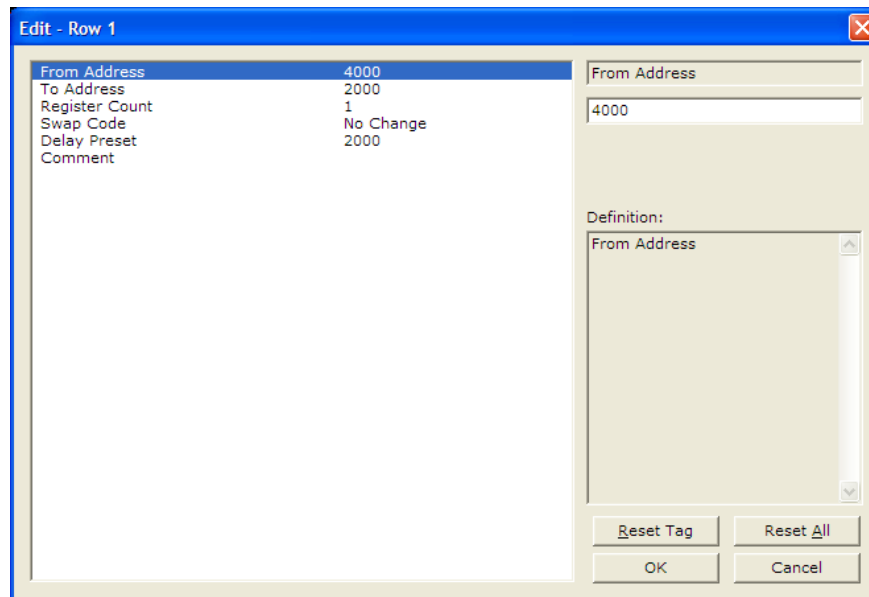 Edit - Row 1
From Address 4000
To Address 2000
Register Count 1
Swap Code No Change
Delay Preset 2000
Comment
From Address
4000
Definition:
From Address
Reset Tag Reset All
OK Cancel